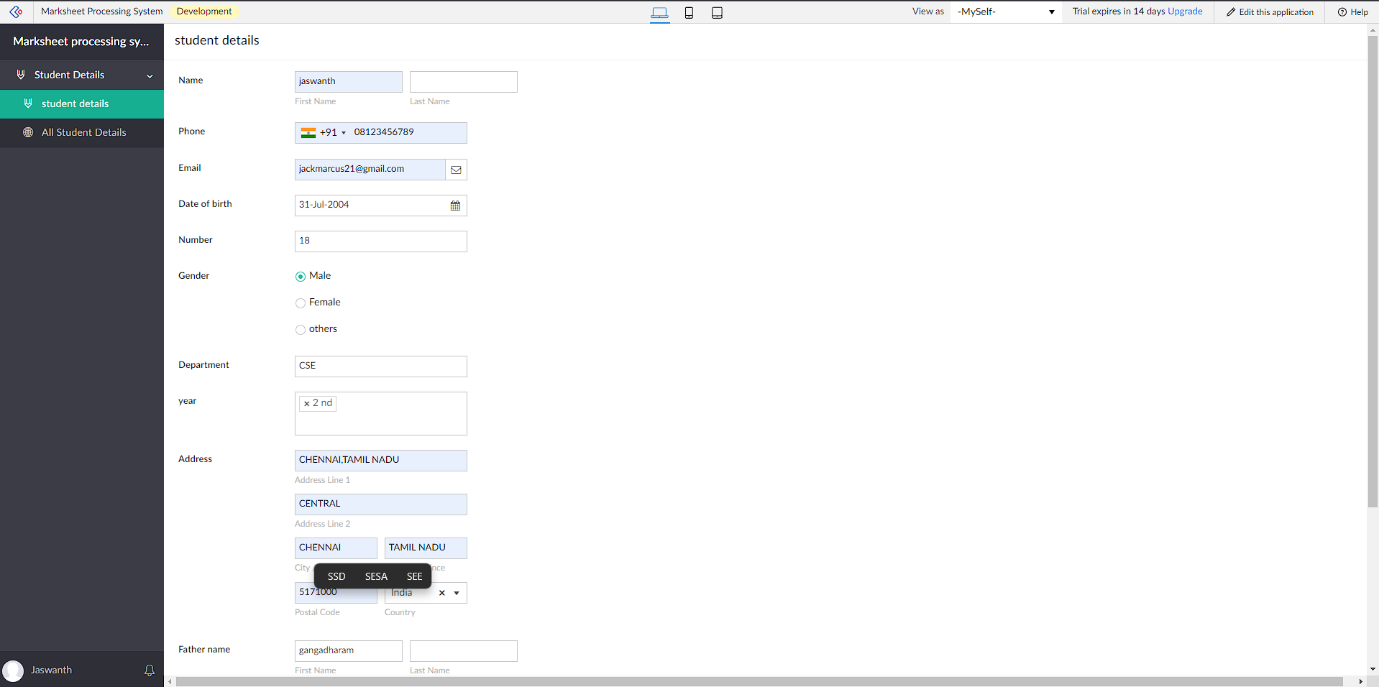 Marksheet Processing System Development View as -MySelf- Trial expires in 14 days Upgrade Edit this application Help
Marksheet processing sy...
student details
Student Details
student details
All Student Details
Name
jaswanth
First Name Last Name
Phone
+91 08123456789
Email
jackmarcus21@gmail.com
Date of birth
31-Jul-2004
Number
18
Gender
Male
Female
others
Department
CSE
year
× 2 nd
Address
CHENNAI,TAMIL NADU
Address Line 1
CENTRAL
Address Line 2
CHENNAI TAMIL NADU
City
SSD SESA SEE
5171000 India
Postal Code Country
Father name
gangadharam
First Name Last Name
Jaswanth